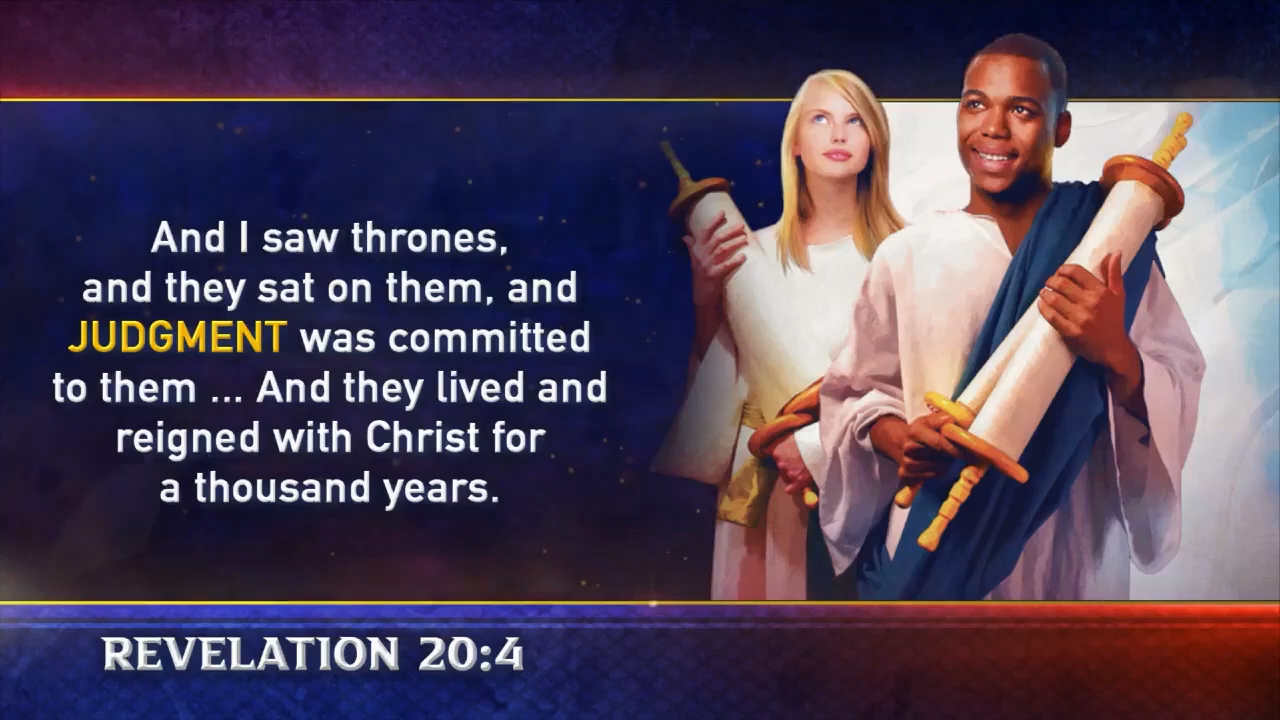 And I saw thrones,
and they sat on them, and
JUDGMENT was committed
to them ... And they lived and
reigned with Christ for
a thousand years.
REVELATION 20:4